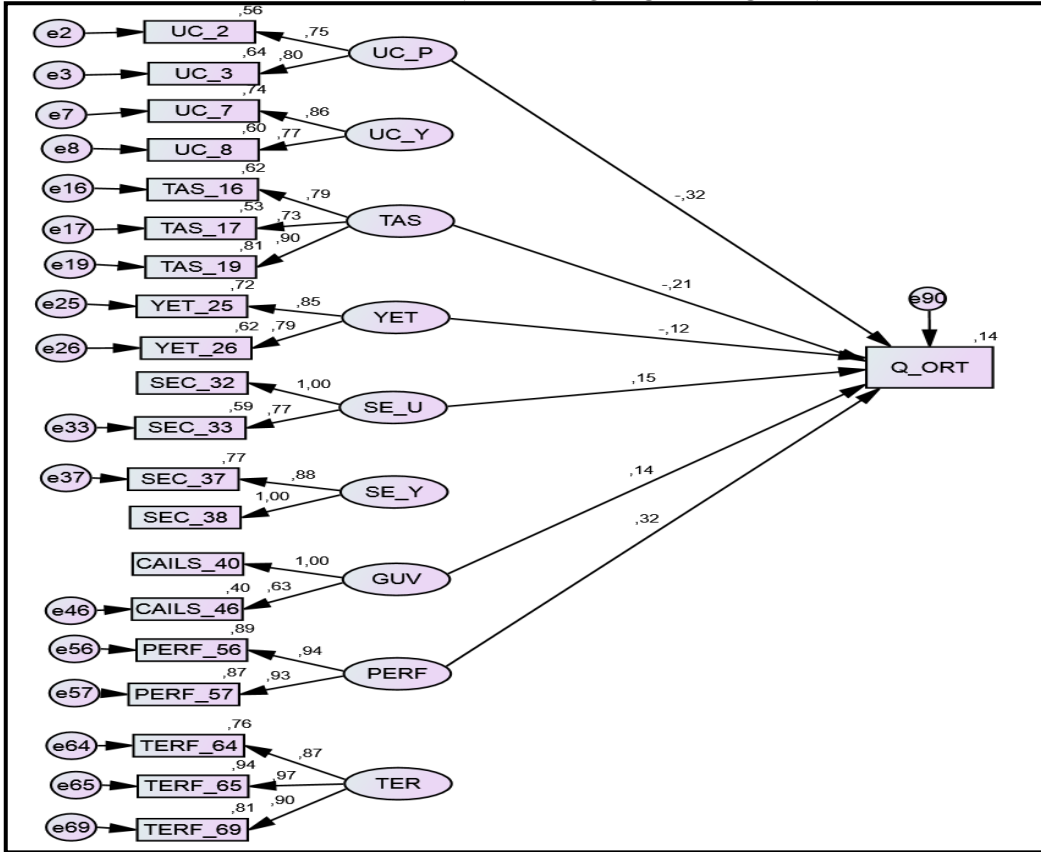 ,56
e2 UC_2 ,75
UC_P
,64 ,80
e3 UC_3
,74
e7 UC_7 ,86
,60 ,77 UC_Y
e8 UC_8
,62
e16 TAS_16 ,79
,53 ,73
e17 TAS_17 TAS
,81 ,90
e19 TAS_19
,72
e25 YET_25 ,85
YET
,62 ,79
e26 YET_26
SEC_32 1,00
SE_U
,59 ,77
e33 SEC_33
,77
e37 SEC_37 ,88
SE_Y
1,00
SEC_38
CAILS_40 1,00
GUV
,40 ,63
e46 CAILS_46
,89
e56 PERF_56 ,94
PERF
,87 ,93
e57 PERF_57
,76
e64 TERF_64 ,87
,94 ,97
e65 TERF_65 TER
,81 ,90
e69 TERF_69
-,32
-,21
-,12
,15
,14
,32
e90
,14
Q_ORT